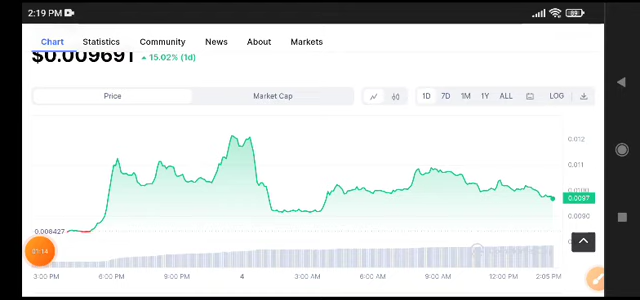 2:19 PM 89
Chart Statistics Community News About Markets
$0.009691 15.02% (1d)
Price Market Cap 1D 7D 1M 1Y ALL LOG
0.012
0.011
0.0100
0.0097
0.0090
0.008427
3:00 PM 6:00 PM 9:00 PM 4 3:00 AM 6:00 AM 9:00 AM 12:00 PM 2:05 PM